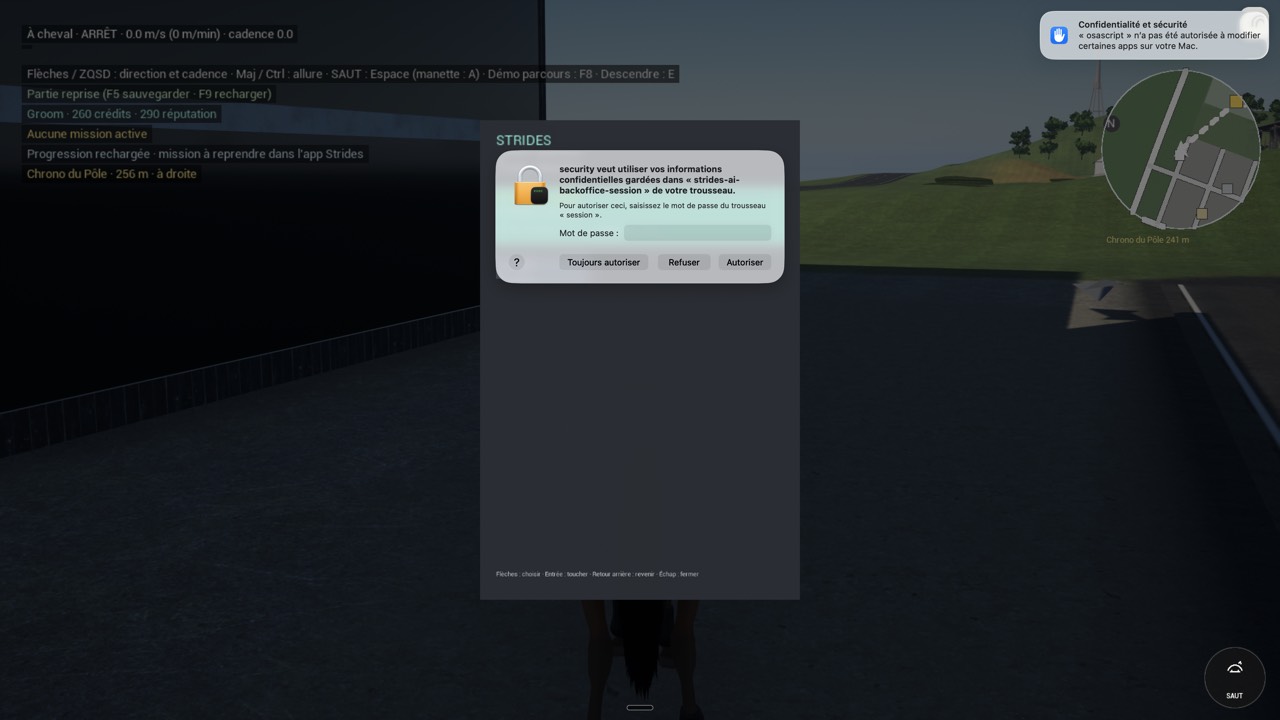 À cheval · ARRÊT · 0.0 m/s (0 m/min) · cadence 0.0
Flèches / ZQSD : direction et cadence · Maj / Ctrl : allure · SAUT : Espace (manette : A) · Démo parcours : F8 · Descendre : E
Partie reprise (F5 sauvegarder · F9 recharger)
Groom · 260 crédits · 290 réputation
Aucune mission active
Progression rechargée · mission à reprendre dans l'app Strides
Chrono du Pôle · 256 m · à droite
Confidentialité et sécurité
« osascript » n'a pas été autorisée à modifier
certaines apps sur votre Mac.
N
Chrono du Pôle 241 m
STRIDES
security veut utiliser vos informations
confidentielles gardées dans « strides-ai-
backoffice-session » de votre trousseau.
Pour autoriser ceci, saisissez le mot de passe du trousseau
« session ».
Mot de passe :
?
Toujours autoriser
Refuser
Autoriser
Flèches : choisir · Entrée : toucher · Retour arrière : revenir · Échap : fermer
SAUT